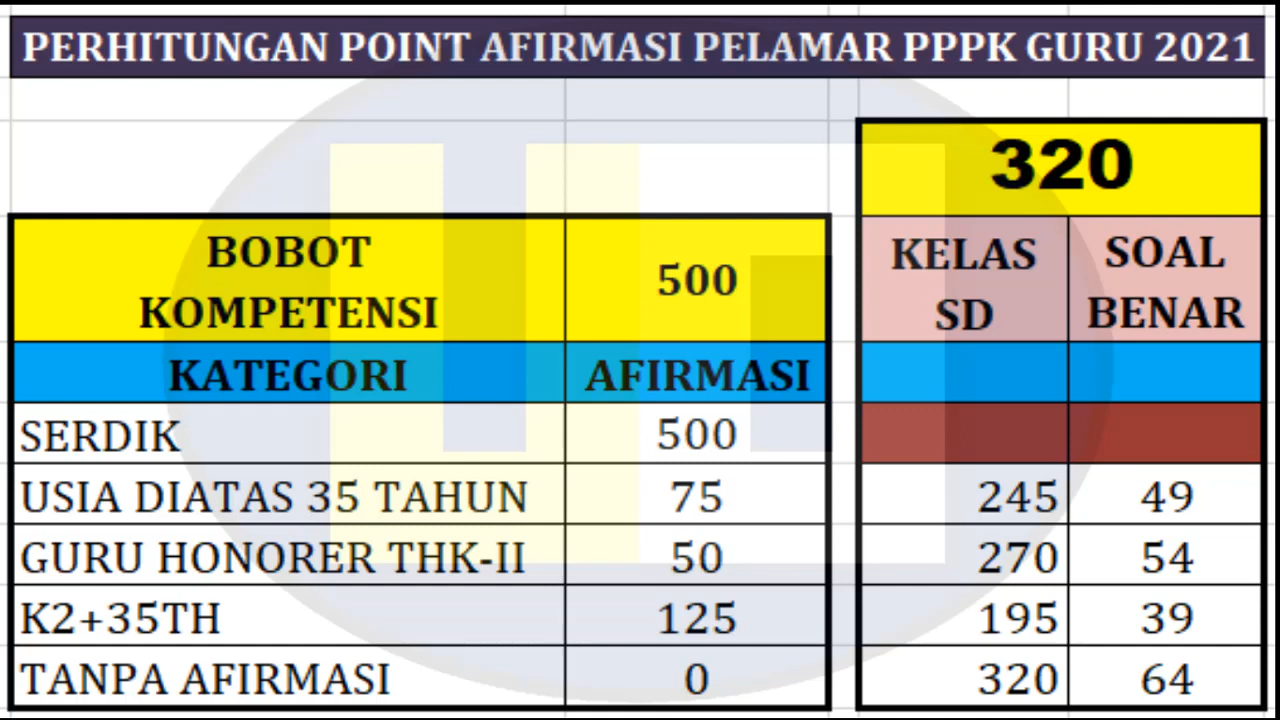 PERHITUNGAN POINT AFIRMASI PELAMAR PPPK GURU 2021
320
BOBOT KOMPETENSI 500 KELAS SD SOAL BENAR
KATEGORI AFIRMASI
SERDIK 500
USIA DIATAS 35 TAHUN 75 245 49
GURU HONORER THK-II 50 270 54
K2+35TH 125 195 39
TANPA AFIRMASI 0 320 64